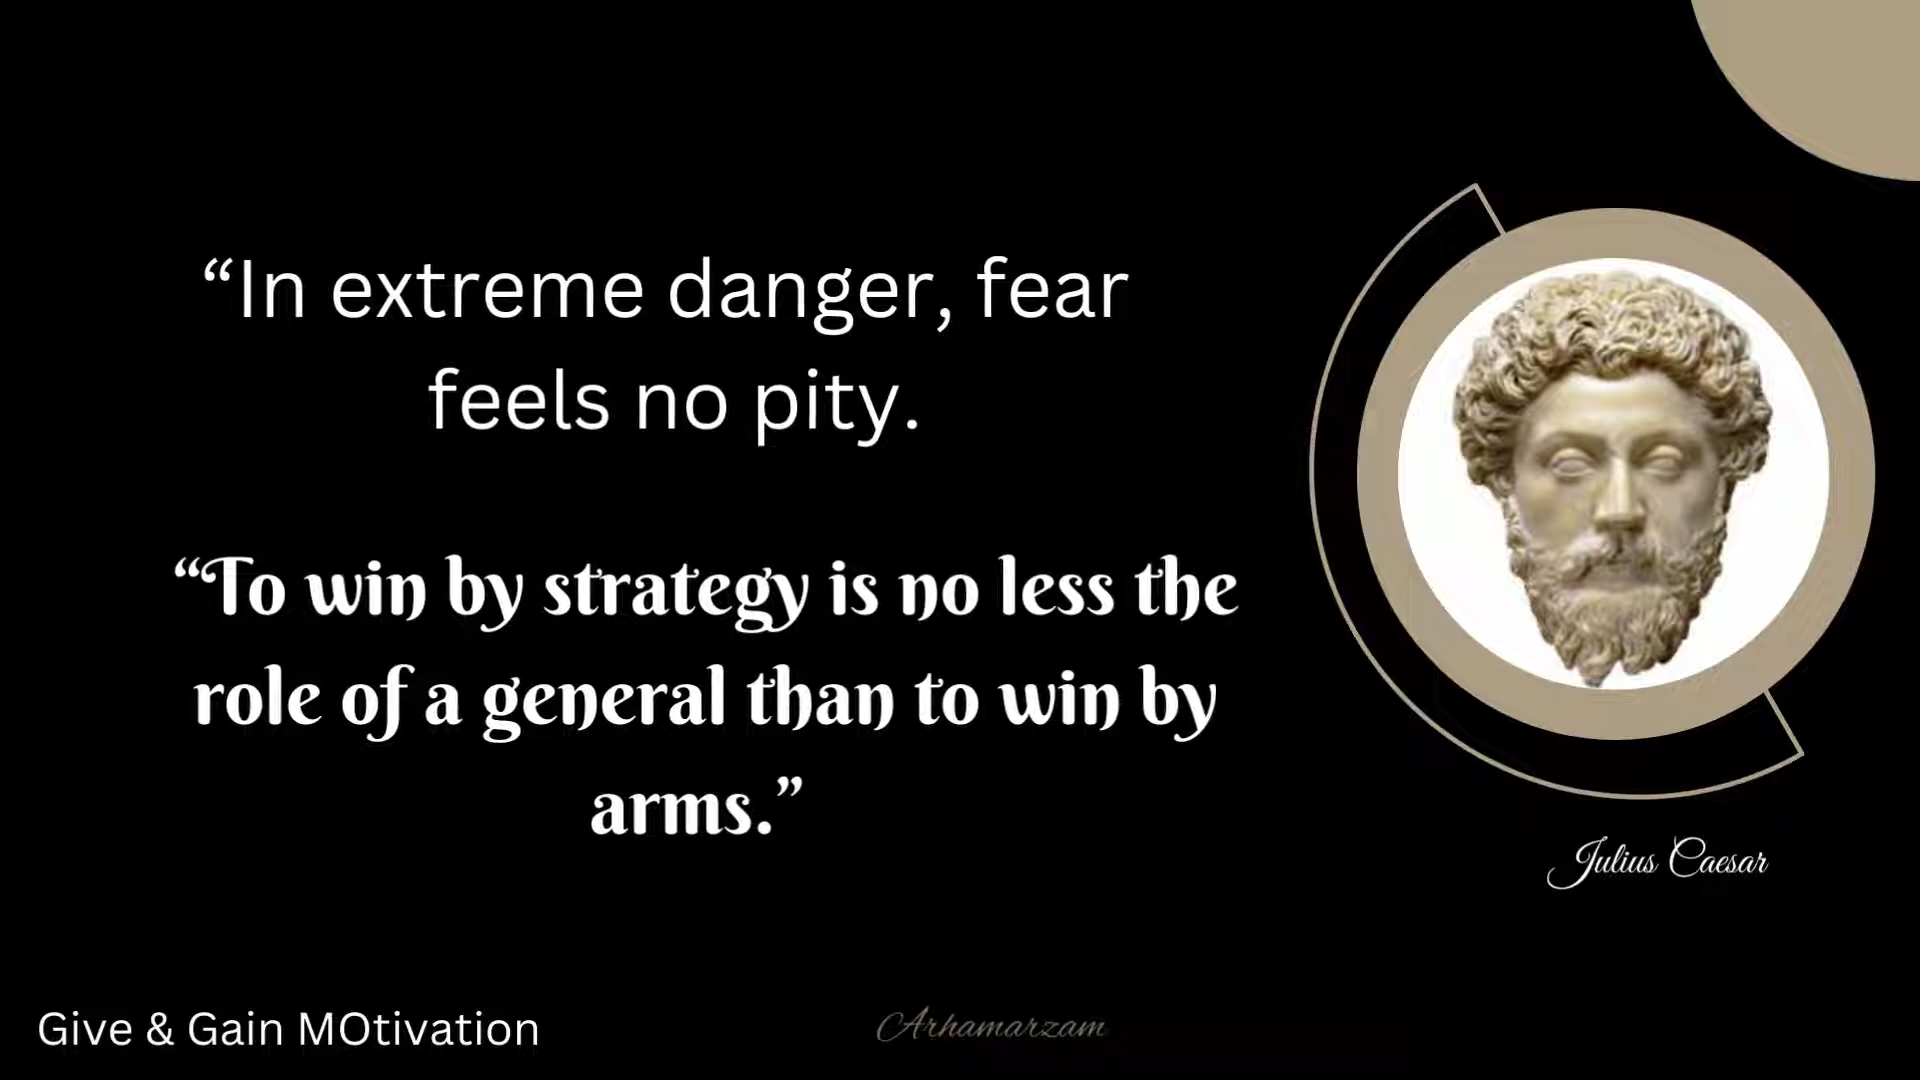 “In extreme danger, fear
feels no pity.
“To win by strategy is no less the
role of a general than to win by
arms.”
Julius Caesar
Give & Gain MOtivation
Arhamarzam